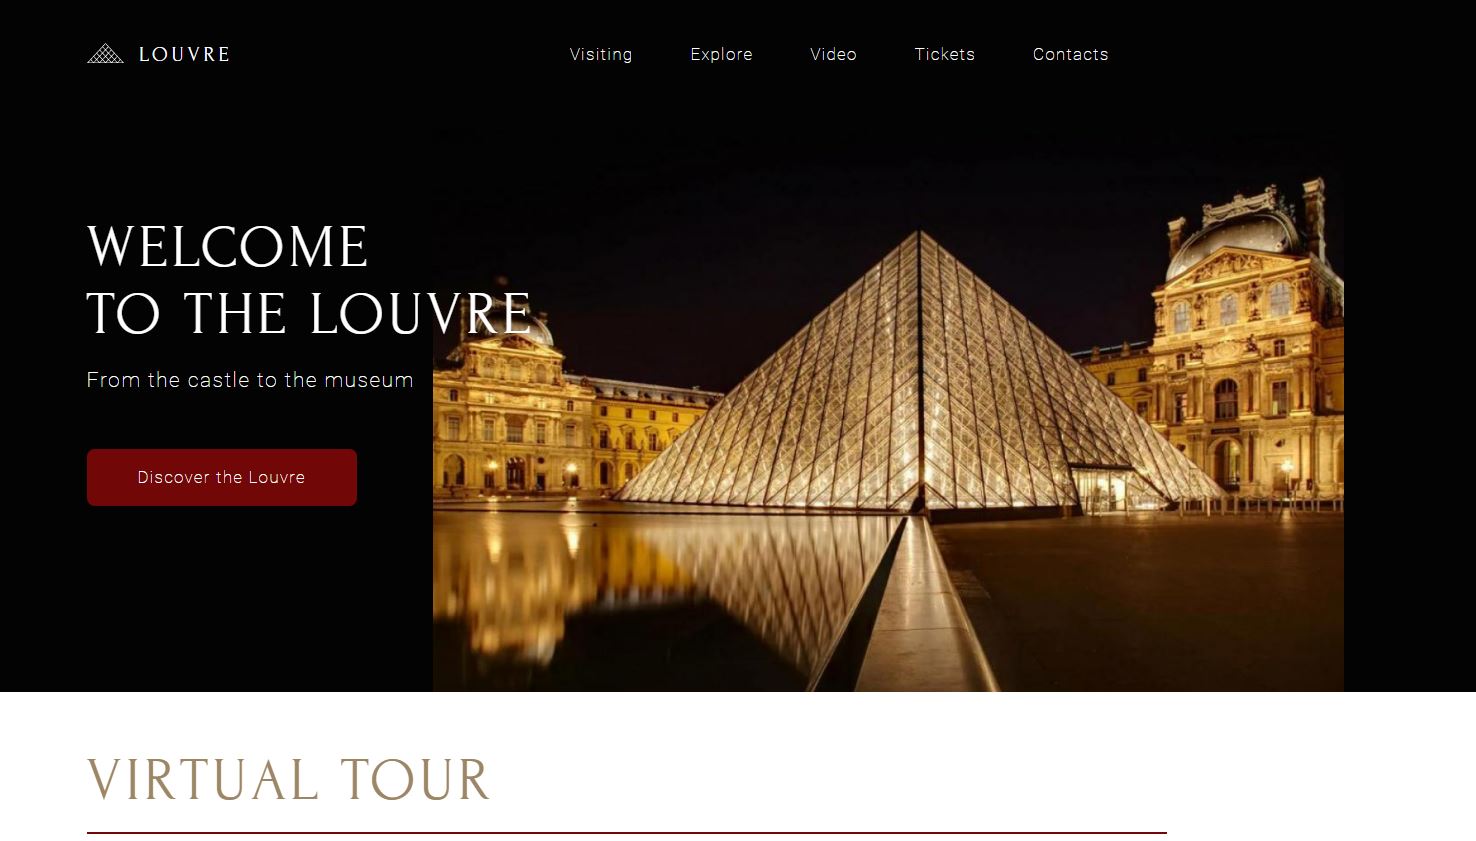 LOUVRE
Visiting Explore Video Tickets Contacts
WELCOME
TO THE LOUVRE
From the castle to the museum
Discover the Louvre
VIRTUAL TOUR